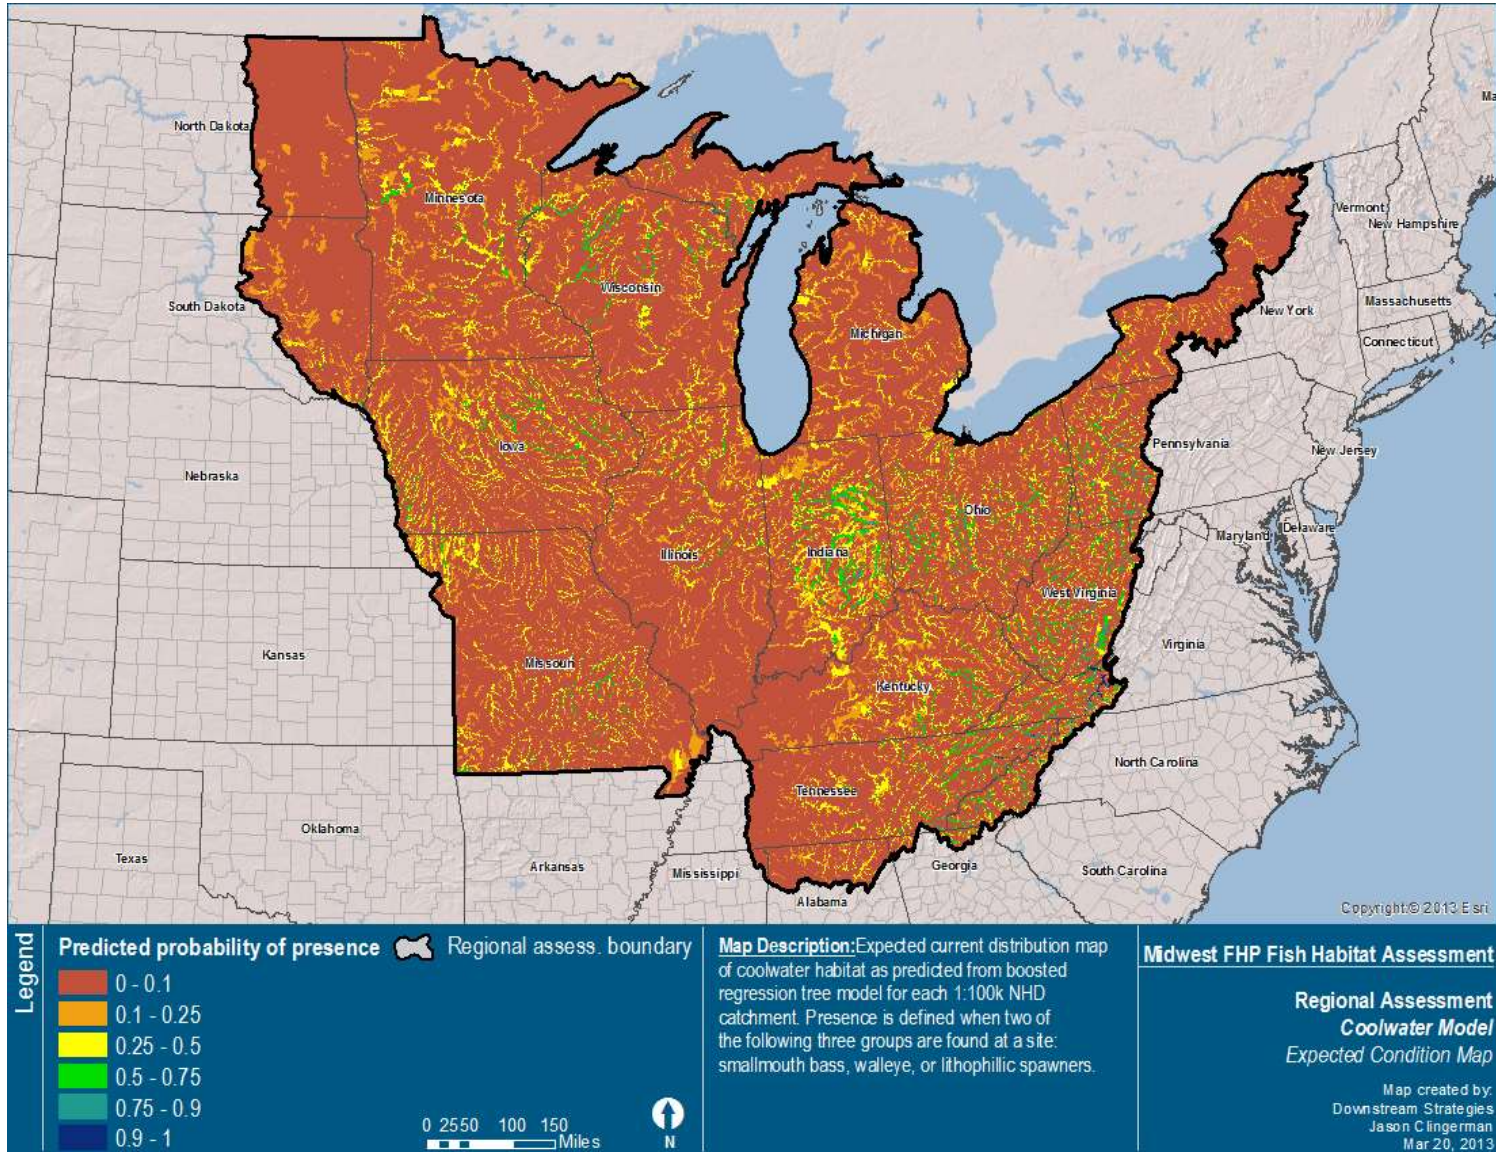 Ma
North Dakota
Minnesota
Vermont
New Hampshire
South Dakota
Wisconsin
Massachusetts
New York
Michigan
Connecticut
Iowa
Pennsylvania
New Jersey
Nebraska
Ohio
Delaware
Maryland
Illinois
Indiana
West Virginia
Virginia
Kansas
Missouri
Kentucky
North Carolina
Tennessee
Oklahoma
Texas
Arkansas
Mississippi
Georgia
South Carolina
Alabama
Copyright:© 2013 Esri
Legend
Predicted probability of presence
Regional assess. boundary
0 - 0.1
0.1 - 0.25
0.25 - 0.5
0.5 - 0.75
0.75 - 0.9
0.9 - 1
0 2550 100 150
Miles
N
Map Description:Expected current distribution map
of coolwater habitat as predicted from boosted
regression tree model for each 1:100k NHD
catchment. Presence is defined when two of
the following three groups are found at a site:
smallmouth bass, walleye, or lithophillic spawners.
Midwest FHP Fish Habitat Assessment
Regional Assessment
Coolwater Model
Expected Condition Map
Map created by:
Downstream Strategies
Jason Clingerman
Mar 20, 2013